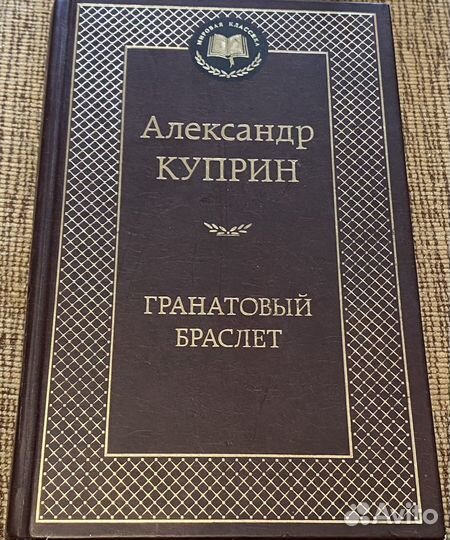 МИРОВАЯ КЛАССИКА
Александр
КУПРИН
ГРАНАТОВЫЙ
БРАСЛЕТ
Avito